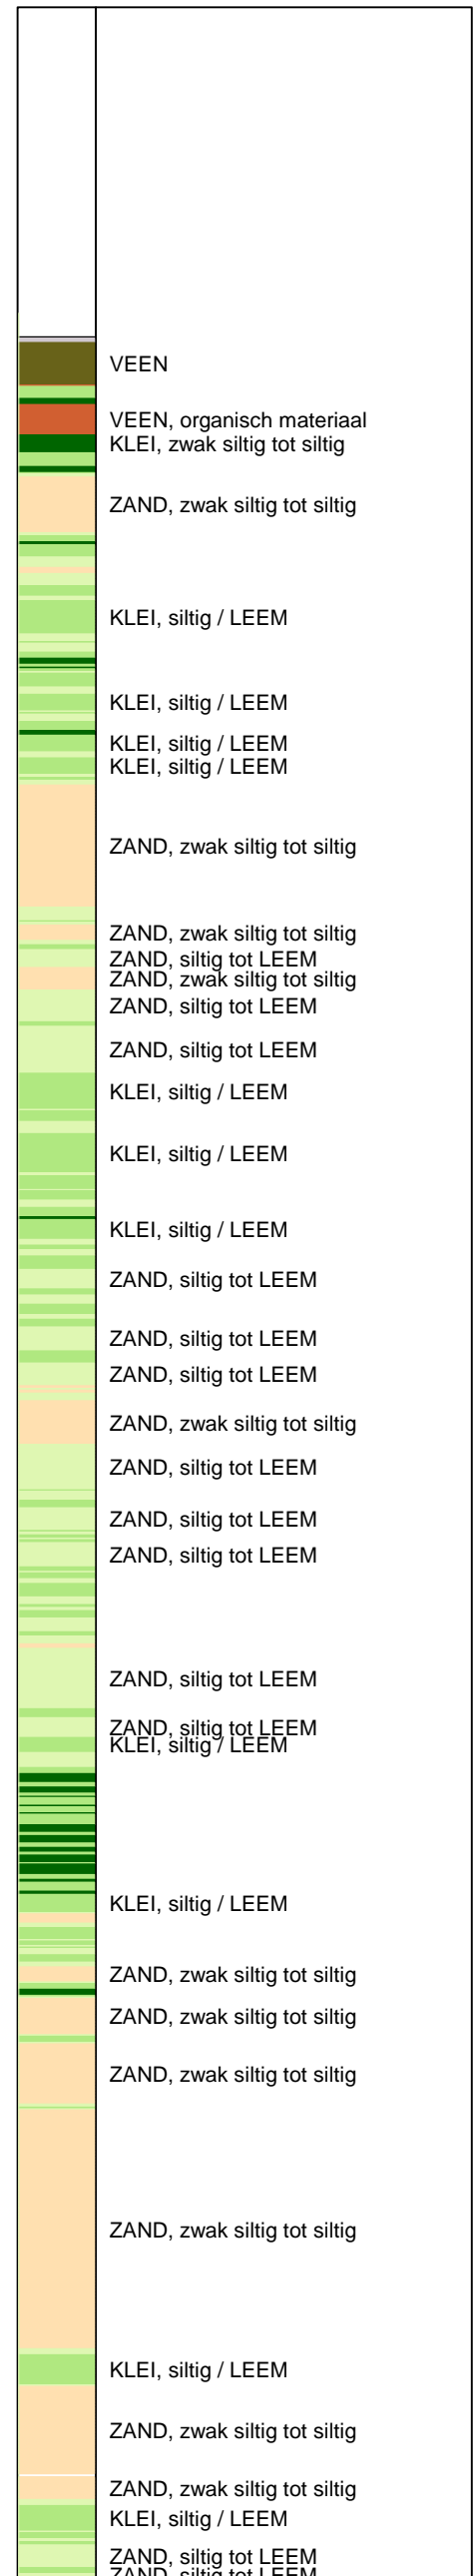 VEEN
VEEN, organisch materiaal
KLEI, zwak siltig tot siltig
ZAND, zwak siltig tot siltig
KLEI, siltig / LEEM
KLEI, siltig / LEEM
KLEI, siltig / LEEM
KLEI, siltig / LEEM
ZAND, zwak siltig tot siltig
ZAND, zwak siltig tot siltig
ZAND, siltig tot LEEM
ZAND, zwak siltig tot siltig
ZAND, siltig tot LEEM
ZAND, siltig tot LEEM
KLEI, siltig / LEEM
KLEI, siltig / LEEM
KLEI, siltig / LEEM
ZAND, siltig tot LEEM
ZAND, siltig tot LEEM
ZAND, siltig tot LEEM
ZAND, zwak siltig tot siltig
ZAND, siltig tot LEEM
ZAND, siltig tot LEEM
ZAND, siltig tot LEEM
ZAND, siltig tot LEEM
ZAND, siltig tot LEEM
KLEI, siltig / LEEM
KLEI, siltig / LEEM
ZAND, zwak siltig tot siltig
ZAND, zwak siltig tot siltig
ZAND, zwak siltig tot siltig
ZAND, zwak siltig tot siltig
KLEI, siltig / LEEM
ZAND, zwak siltig tot siltig
ZAND, zwak siltig tot siltig
KLEI, siltig / LEEM
ZAND, siltig tot LEEM
ZAND, siltig tot LEEM